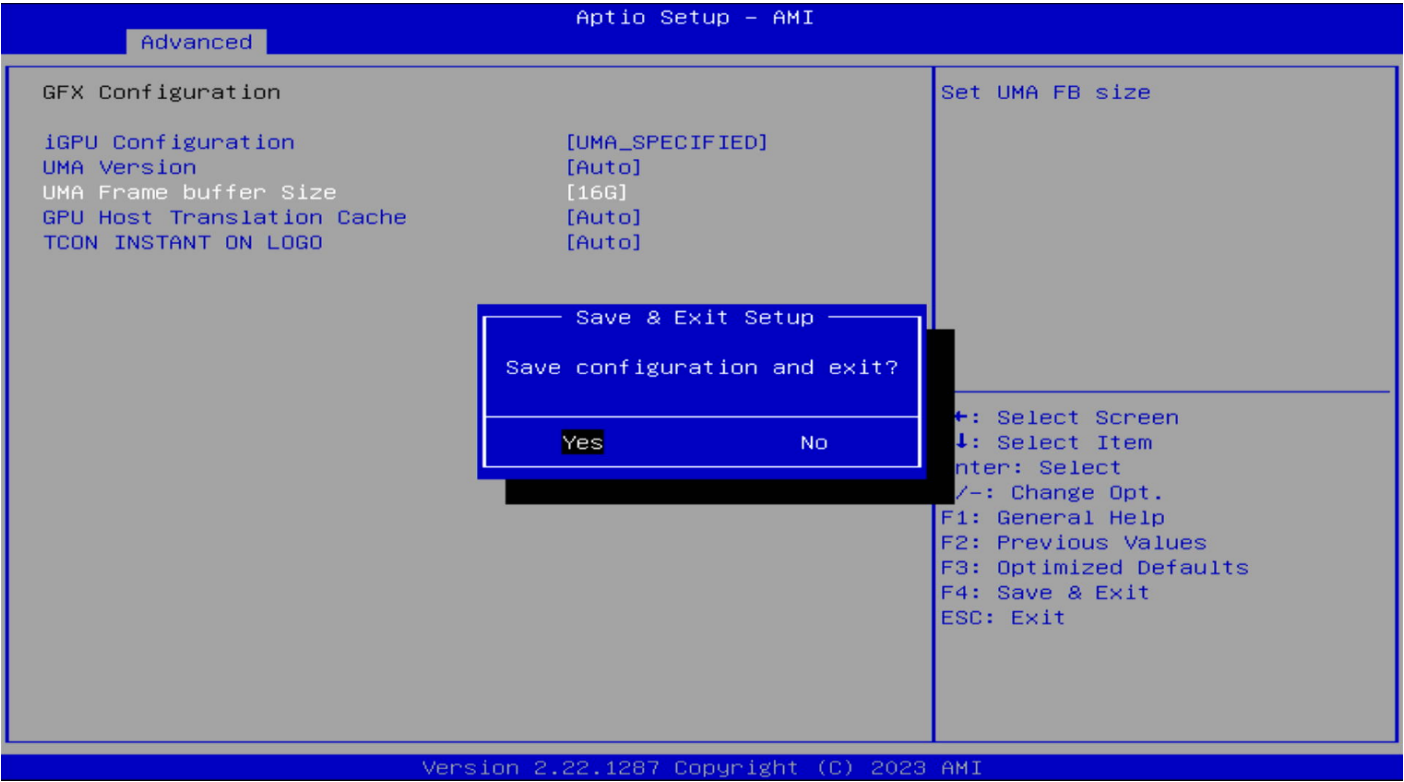 Aptio Setup – AMI
Advanced
GFX Configuration
iGPU Configuration [UMA_SPECIFIED]
UMA Version [Auto]
UMA Frame buffer Size [16G]
GPU Host Translation Cache [Auto]
TCON INSTANT ON LOGO [Auto]
Set UMA FB size
Save & Exit Setup
Save configuration and exit?
Yes No
←: Select Screen
↓: Select Item
nter: Select
/-: Change Opt.
F1: General Help
F2: Previous Values
F3: Optimized Defaults
F4: Save & Exit
ESC: Exit
Version 2.22.1287 Copyright (C) 2023 AMI